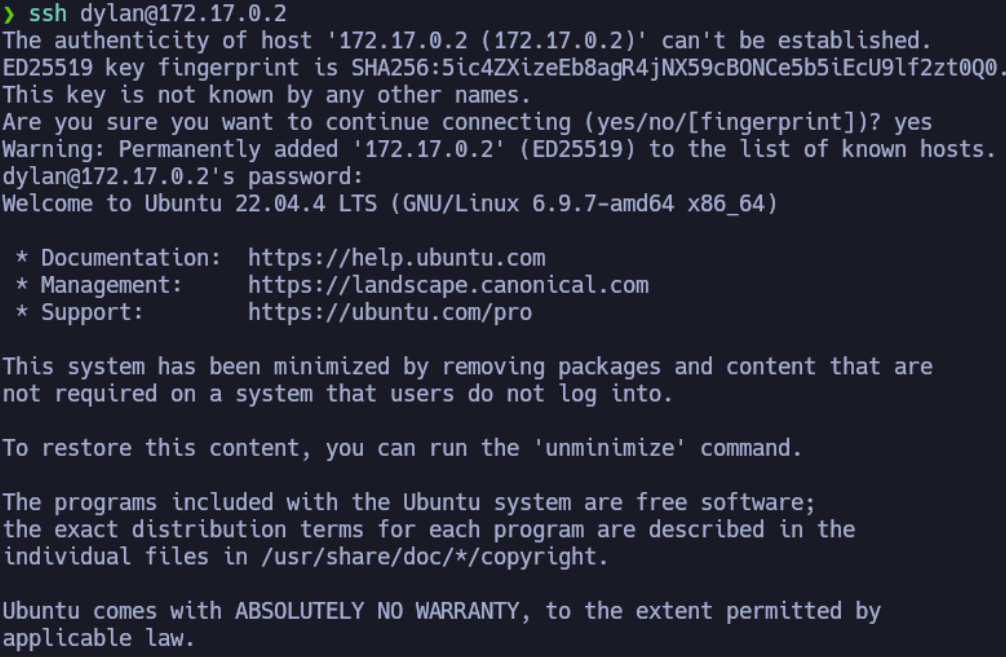 ❯ ssh dylan@172.17.0.2
The authenticity of host '172.17.0.2 (172.17.0.2)' can't be established.
ED25519 key fingerprint is SHA256:5ic4ZXizeEb8agR4jNX59cBONCe5b5iEcU9lf2zt0Q0.
This key is not known by any other names.
Are you sure you want to continue connecting (yes/no/[fingerprint])? yes
Warning: Permanently added '172.17.0.2' (ED25519) to the list of known hosts.
dylan@172.17.0.2's password:
Welcome to Ubuntu 22.04.4 LTS (GNU/Linux 6.9.7-amd64 x86_64)
* Documentation:  https://help.ubuntu.com
* Management:     https://landscape.canonical.com
* Support:        https://ubuntu.com/pro
This system has been minimized by removing packages and content that are
not required on a system that users do not log into.
To restore this content, you can run the 'unminimize' command.
The programs included with the Ubuntu system are free software;
the exact distribution terms for each program are described in the
individual files in /usr/share/doc/*/copyright.
Ubuntu comes with ABSOLUTELY NO WARRANTY, to the extent permitted by
applicable law.